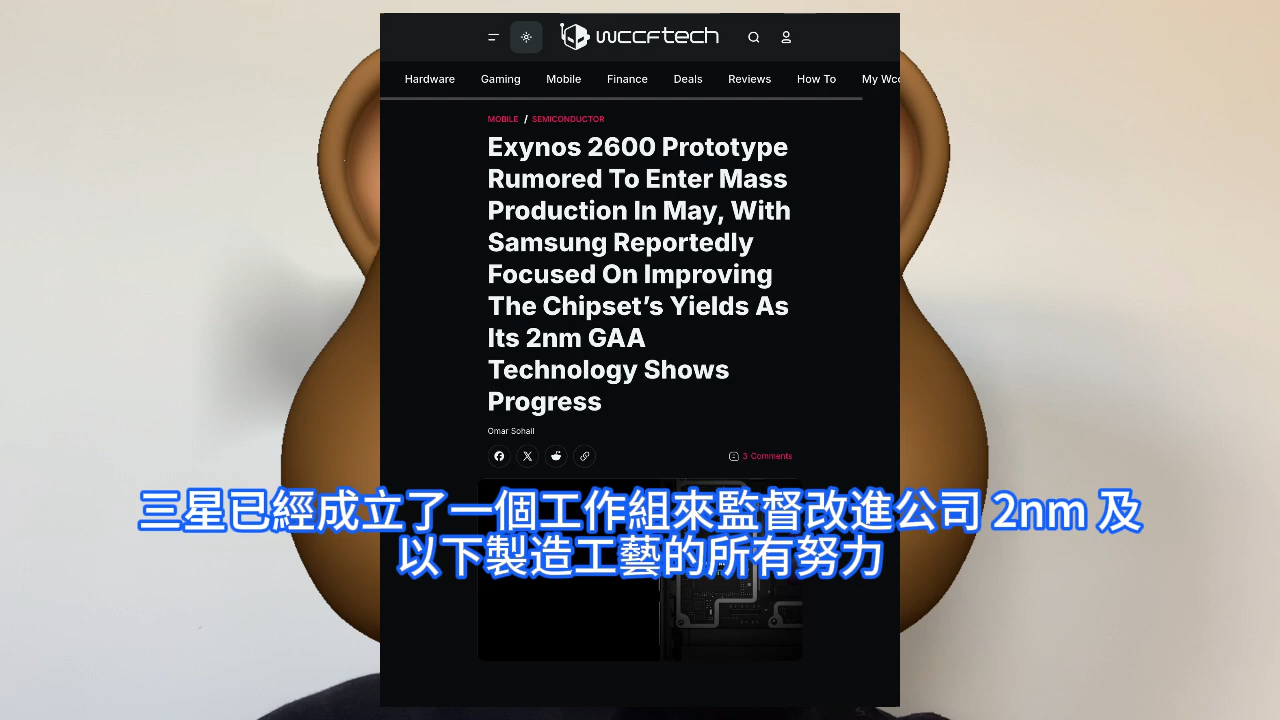 wccftech
Hardware Gaming Mobile Finance Deals Reviews How To My Wcc
MOBILE / SEMICONDUCTOR
Exynos 2600 Prototype
Rumored To Enter Mass
Production In May, With
Samsung Reportedly
Focused On Improving
The Chipset’s Yields As
Its 2nm GAA
Technology Shows
Progress
Omar Sohail
3 Comments
三星已經成立了一個工作組來監督改進公司 2nm 及
以下製造工藝的所有努力